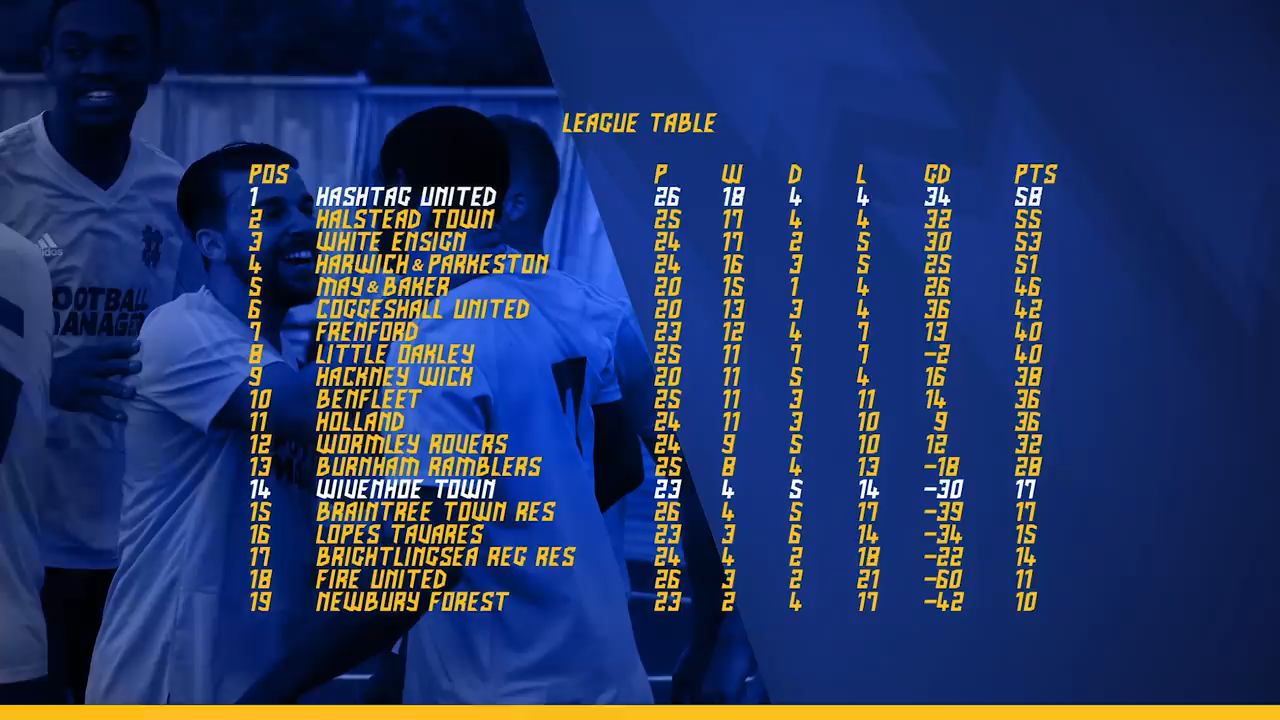 LEAGUE TABLE
POS P W D L GD PTS
1 HASHTAG UNITED 26 18 4 4 34 58
2 HALSTEAD TOWN 25 17 4 4 32 55
3 WHITE ENSIGN 24 17 2 5 30 53
4 HARWICH & PARKESTON 24 16 3 5 25 51
5 MAY & BAKER 20 15 1 4 26 46
6 COGGESHALL UNITED 20 13 3 4 36 42
7 FRENFORD 23 12 4 7 13 40
8 LITTLE OAKLEY 25 11 7 7 -2 40
9 HACKNEY WICK 20 11 5 4 16 38
10 BENFLEET 25 11 3 11 14 36
11 HOLLAND 24 11 3 10 9 36
12 WORMLEY ROVERS 24 9 5 10 12 32
13 BURNHAM RAMBLERS 25 8 4 13 -18 28
14 WIVENHOE TOWN 23 4 5 14 -30 17
15 BRAINTREE TOWN RES 26 4 5 17 -39 17
16 LOPES TAVARES 23 3 6 14 -34 15
17 BRIGHTLINGSEA REG RES 24 4 2 18 -22 14
18 FIRE UNITED 26 3 2 21 -60 11
19 NEWBURY FOREST 23 2 4 17 -42 10
adidas
FOOTBALL
MANAGER